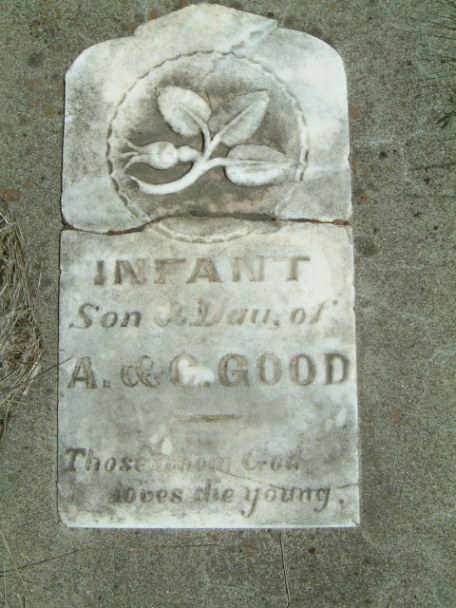 INFANT
Son & Dau, of
A. & C. GOOD
Those whom God
loves die young.